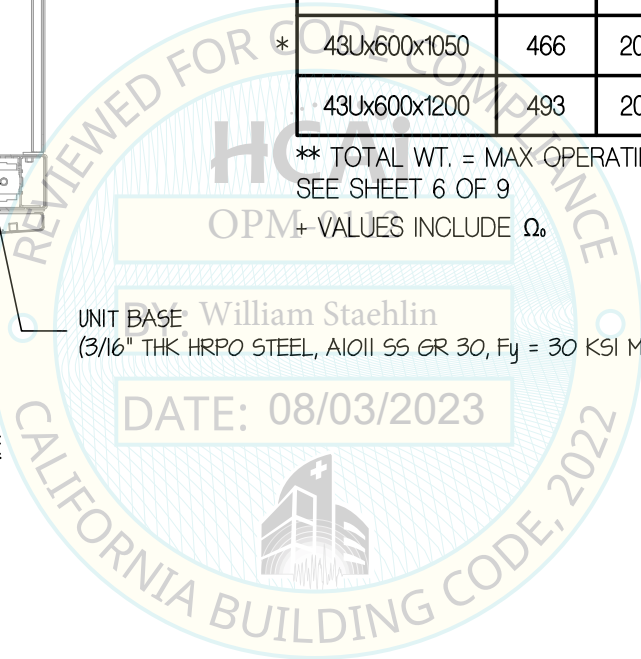 * 43Ux600x1050 466 20
43Ux600x1200 493 20
** TOTAL WT. = MAX OPERATI
SEE SHEET 6 OF 9
+ VALUES INCLUDE Ω₀
UNIT BASE
(3/16" THK HRPO STEEL, A1011 SS GR 30, Fy = 30 KSI M
REVIEWED FOR CODE COMPLIANCE
HCAi
BY: William Staehlin
DATE: 08/03/2023
CALIFORNIA BUILDING CODE, 2022